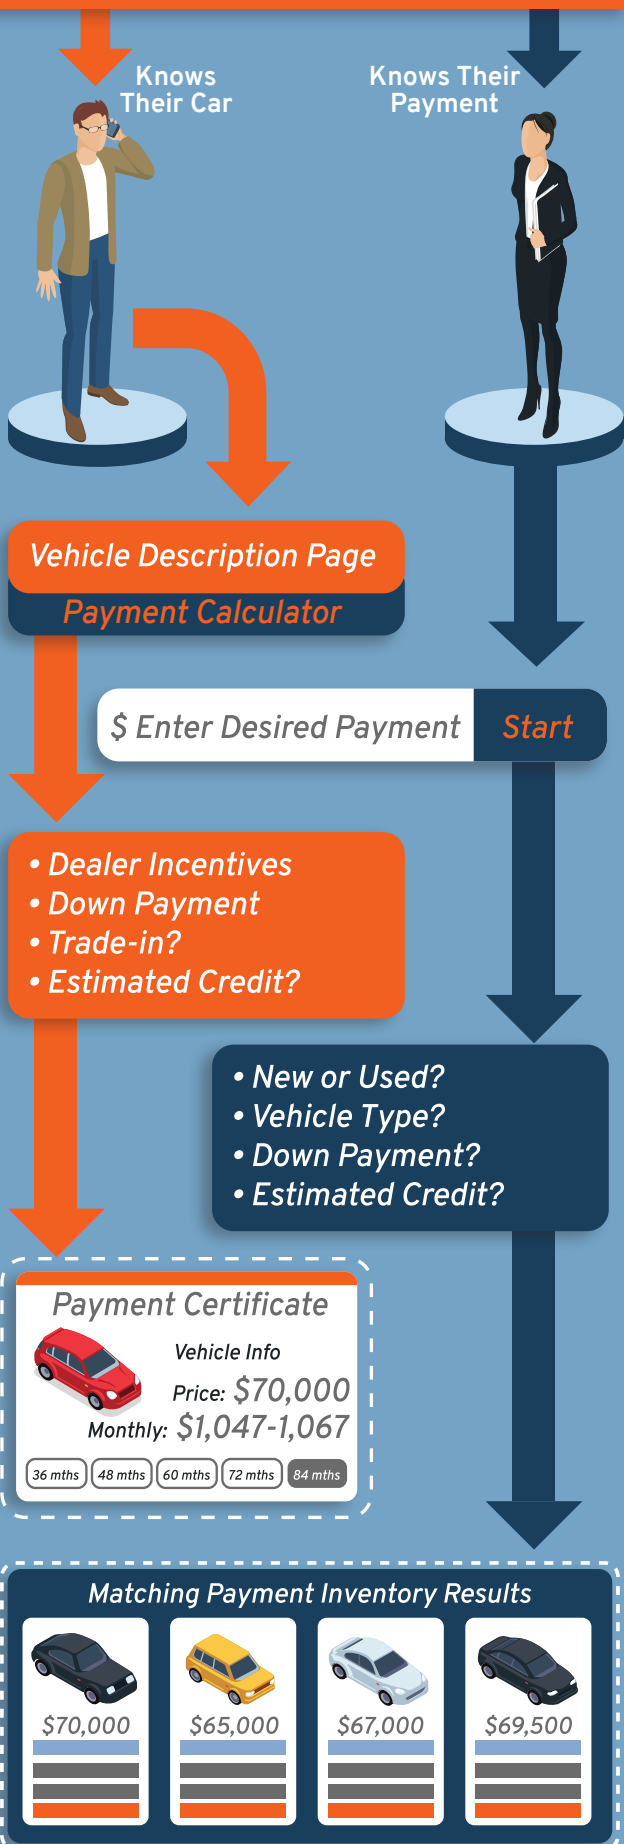 Knows
Their Car
Knows Their
Payment
Vehicle Description Page
Payment Calculator
$ Enter Desired Payment
Start
• Dealer Incentives
• Down Payment
• Trade-in?
• Estimated Credit?
• New or Used?
• Vehicle Type?
• Down Payment?
• Estimated Credit?
Payment Certificate
Vehicle Info
Price: $70,000
Monthly: $1,047-1,067
36 mths 48 mths 60 mths 72 mths 84 mths
Matching Payment Inventory Results
$70,000 $65,000 $67,000 $69,500